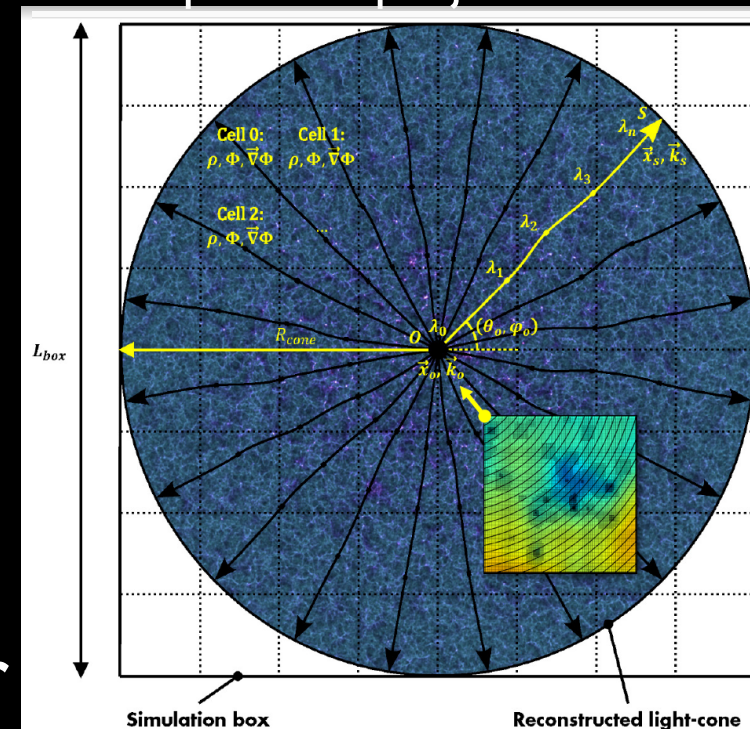 Cell 0:
ρ, Φ, ∇⃗Φ
Cell 1:
ρ, Φ, ∇⃗Φ
Cell 2:
ρ, Φ, ∇⃗Φ
...
S
λₙ
x⃗ₛ, k⃗ₛ
λ₃
λ₂
λ₁
λ₀
(θₒ, φₒ)
O
x⃗ₒ, k⃗ₒ
R_cone
L_box
Simulation box
Reconstructed light-cone